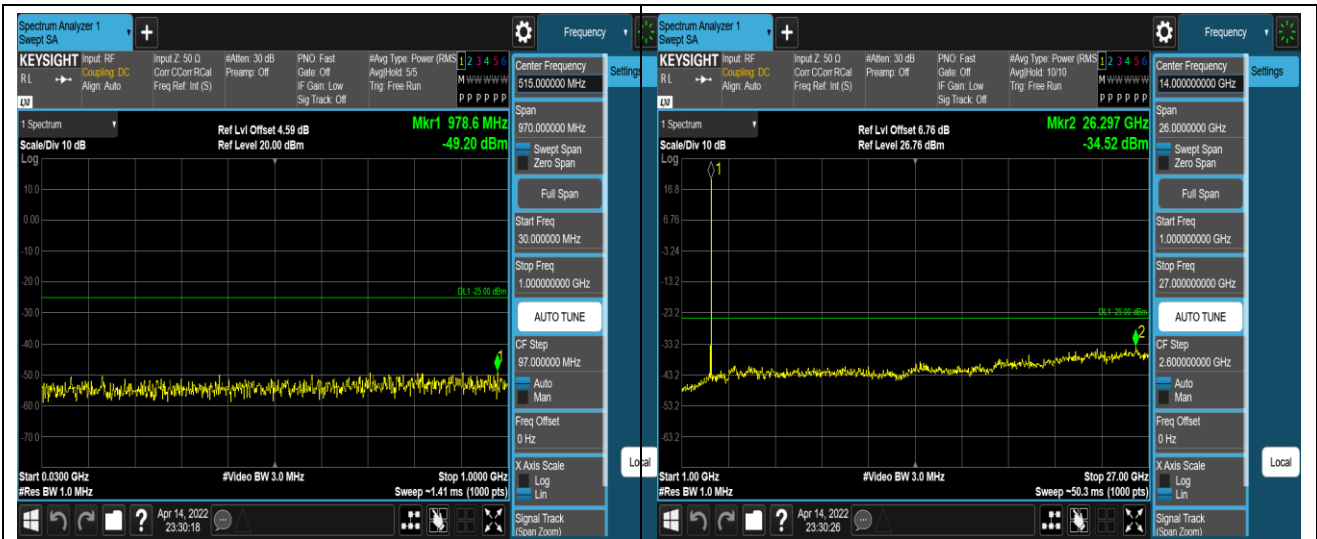 Spectrum Analyzer 1
Swept SA
+
Frequency
KEYSIGHT
RL
LXI
Input: RF
Coupling: DC
Align: Auto
Input Z: 50 Ω
Corr CCorr RCal
Freq Ref: Int (S)
#Atten: 30 dB
Preamp: Off
PNO: Fast
Gate: Off
IF Gain: Low
Sig Track: Off
#Avg Type: Power (RMS
Avg|Hold: 5/5
Trig: Free Run
1 2 3 4 5 6
M W W W W W
P P P P P P
Center Frequency
515.000000 MHz
Settings
Span
970.000000 MHz
Swept Span
Zero Span
Full Span
Start Freq
30.000000 MHz
Stop Freq
1.000000000 GHz
AUTO TUNE
CF Step
97.000000 MHz
Auto
Man
Freq Offset
0 Hz
X Axis Scale
Log
Lin
Signal Track
(Span Zoom)
Local
1 Spectrum
Scale/Div 10 dB
Log
Ref Lvl Offset 4.59 dB
Ref Level 20.00 dBm
Mkr1 978.6 MHz
-49.20 dBm
10.0
0.00
-10.0
-20.0
DL1 -25.00 dBm
-30.0
-40.0
1
-50.0
-60.0
-70.0
Start 0.0300 GHz
#Video BW 3.0 MHz
Stop 1.0000 GHz
#Res BW 1.0 MHz
Sweep ~1.41 ms (1000 pts)
?
Apr 14, 2022
23:30:18
Spectrum Analyzer 1
Swept SA
+
Frequency
KEYSIGHT
RL
LXI
Input: RF
Coupling: DC
Align: Auto
Input Z: 50 Ω
Corr CCorr RCal
Freq Ref: Int (S)
#Atten: 30 dB
Preamp: Off
PNO: Fast
Gate: Off
IF Gain: Low
Sig Track: Off
#Avg Type: Power (RMS
Avg|Hold: 10/10
Trig: Free Run
1 2 3 4 5 6
M W W W W W
P P P P P P
Center Frequency
14.000000000 GHz
Settings
Span
26.0000000 GHz
Swept Span
Zero Span
Full Span
Start Freq
1.000000000 GHz
Stop Freq
27.000000000 GHz
AUTO TUNE
CF Step
2.600000000 GHz
Auto
Man
Freq Offset
0 Hz
X Axis Scale
Log
Lin
Signal Track
(Span Zoom)
Local
1 Spectrum
Scale/Div 10 dB
Log
Ref Lvl Offset 6.76 dB
Ref Level 26.76 dBm
Mkr2 26.297 GHz
-34.52 dBm
1
16.8
6.76
-3.24
-13.2
-23.2
DL1 -25.00 dBm
2
-33.2
-43.2
-53.2
-63.2
Start 1.00 GHz
#Video BW 3.0 MHz
Stop 27.00 GHz
#Res BW 1.0 MHz
Sweep ~50.3 ms (1000 pts)
?
Apr 14, 2022
23:30:26